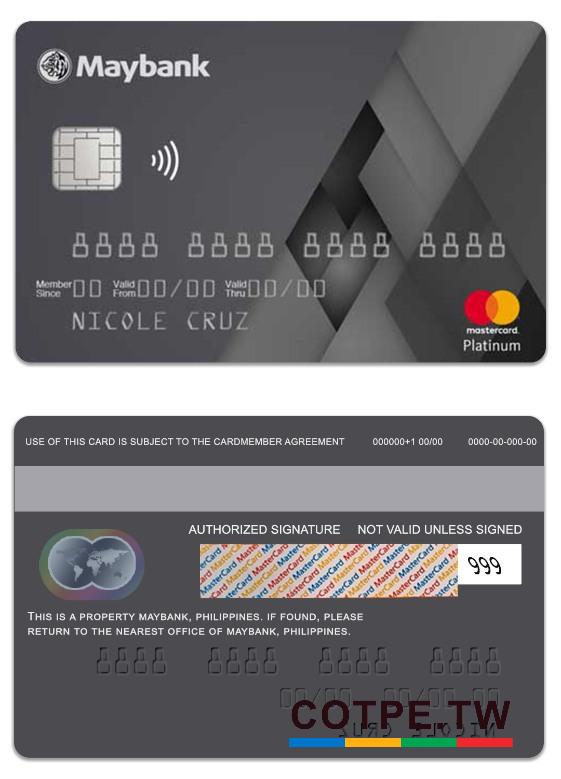 Maybank
8888 8888 8888 8888
Member Since 00 Valid From 00/00 Valid Thru 00/00
NICOLE CRUZ
mastercard.
Platinum
USE OF THIS CARD IS SUBJECT TO THE CARDMEMBER AGREEMENT 000000+1 00/00 0000-00-000-00
AUTHORIZED SIGNATURE NOT VALID UNLESS SIGNED
MasterCard MasterCard MasterCard
999
THIS IS A PROPERTY MAYBANK, PHILIPPINES. IF FOUND, PLEASE
RETURN TO THE NEAREST OFFICE OF MAYBANK, PHILIPPINES.
8888 8888 8888 8888
00/00 00/00 00
COTPE.TW
NICOLE CRUZ